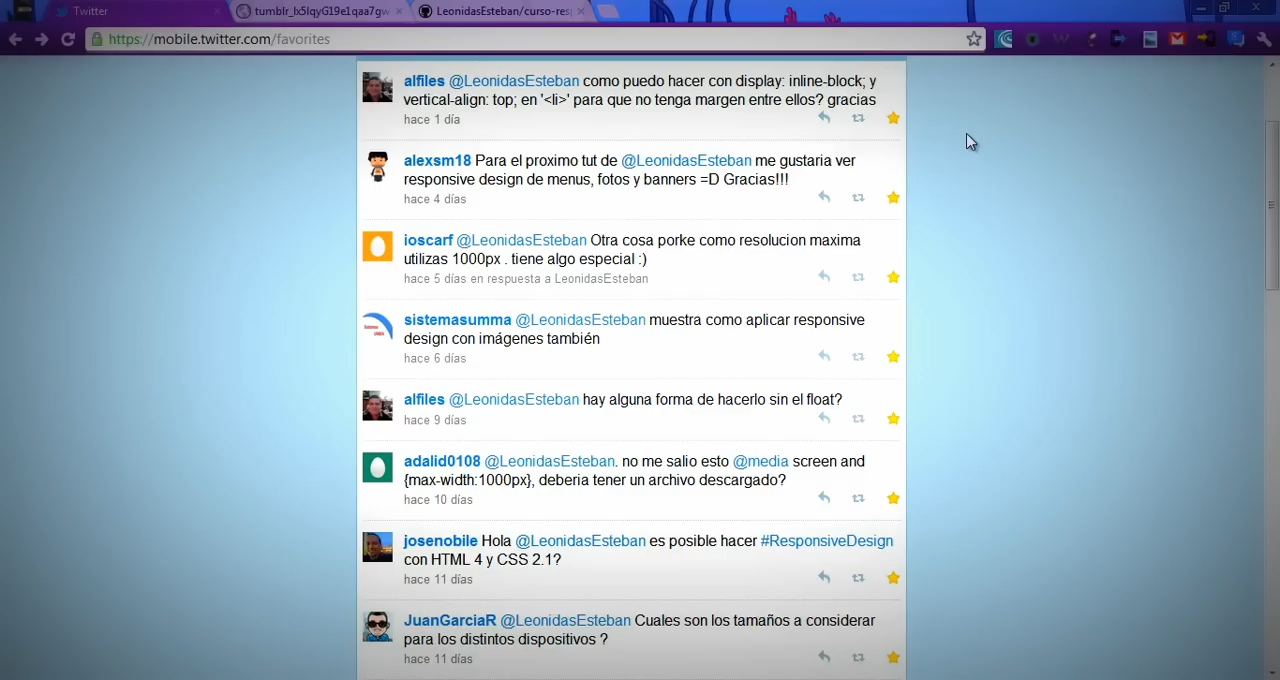 Twitter
tumblr_lx5lqyG19e1qaa7gw
LeonidasEsteban/curso-res
https://mobile.twitter.com/favorites
alfiles @LeonidasEsteban como puedo hacer con display: inline-block; y
vertical-align: top; en '<li>' para que no tenga margen entre ellos? gracias
hace 1 día
alexsm18 Para el proximo tut de @LeonidasEsteban me gustaria ver
responsive design de menus, fotos y banners =D Gracias!!!
hace 4 días
ioscarf @LeonidasEsteban Otra cosa porke como resolucion maxima
utilizas 1000px . tiene algo especial :)
hace 5 días en respuesta a LeonidasEsteban
sistemasumma @LeonidasEsteban muestra como aplicar responsive
design con imágenes también
hace 6 días
alfiles @LeonidasEsteban hay alguna forma de hacerlo sin el float?
hace 9 días
adalid0108 @LeonidasEsteban. no me salio esto @media screen and
{max-width:1000px}, deberia tener un archivo descargado?
hace 10 días
josenobile Hola @LeonidasEsteban es posible hacer #ResponsiveDesign
con HTML 4 y CSS 2.1?
hace 11 días
JuanGarciaR @LeonidasEsteban Cuales son los tamaños a considerar
para los distintos dispositivos ?
hace 11 días